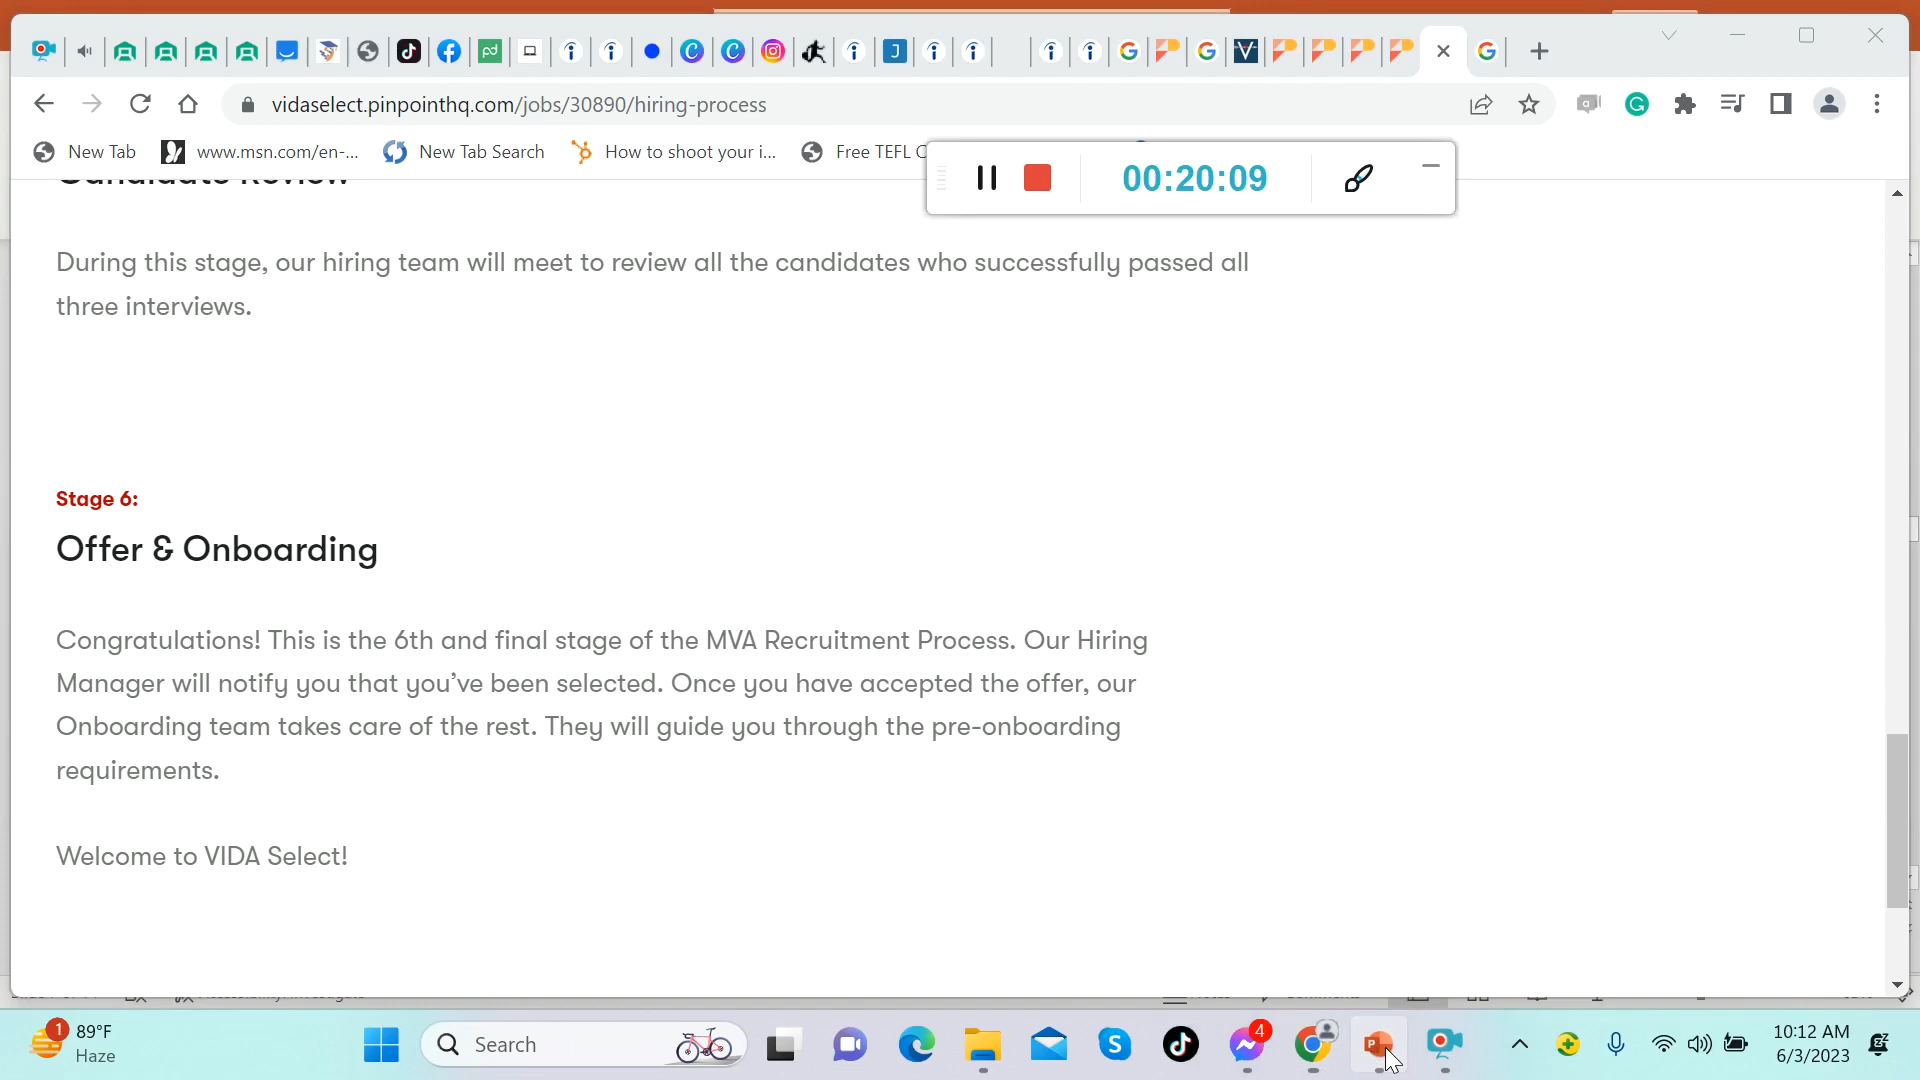 vidaselect.pinpointhq.com/jobs/30890/hiring-process
New Tab
www.msn.com/en-...
New Tab Search
How to shoot your i...
Free TEFL
00:20:09
Candidate Review
During this stage, our hiring team will meet to review all the candidates who successfully passed all
three interviews.
Stage 6:
Offer & Onboarding
Congratulations! This is the 6th and final stage of the MVA Recruitment Process. Our Hiring
Manager will notify you that you’ve been selected. Once you have accepted the offer, our
Onboarding team takes care of the rest. They will guide you through the pre-onboarding
requirements.
Welcome to VIDA Select!
1
89°F
Haze
Search
4
10:12 AM
6/3/2023